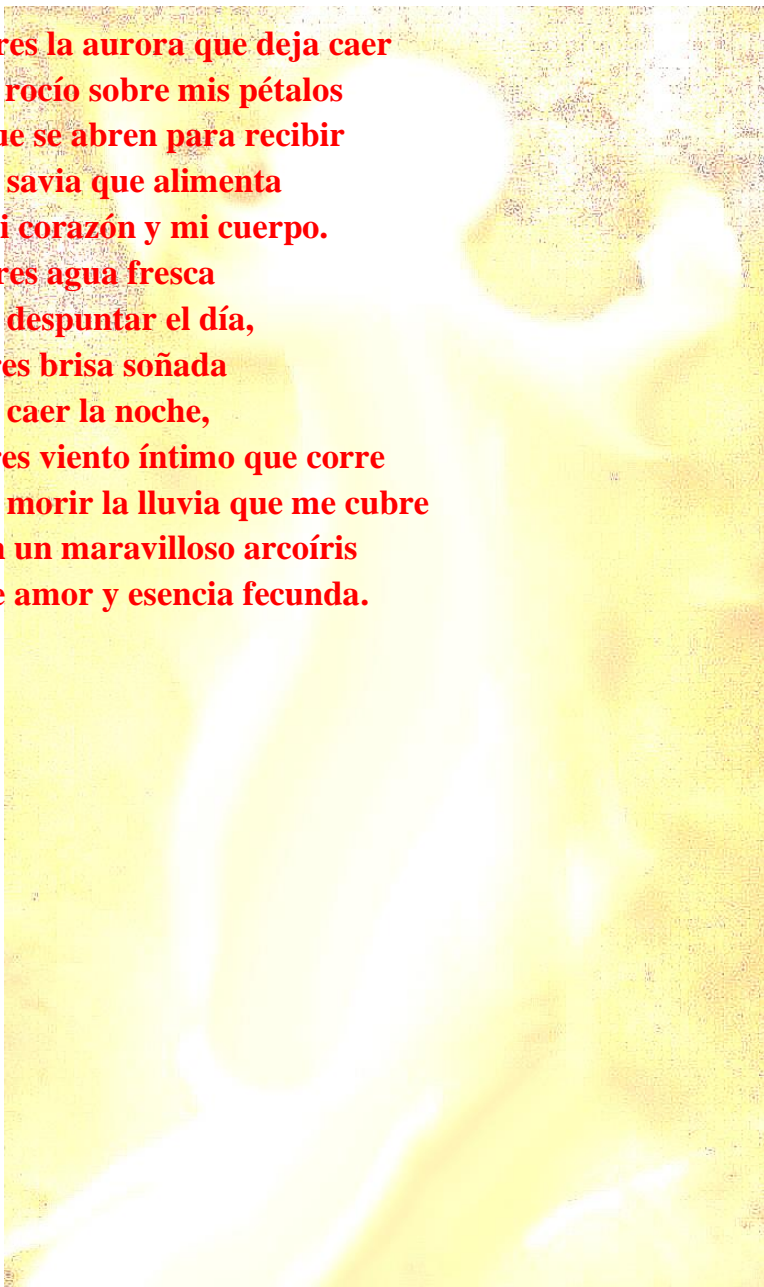 res la aurora que deja caer
rocío sobre mis pétalos
ue se abren para recibir
savia que alimenta
i corazón y mi cuerpo.
res agua fresca
despuntar el día,
es brisa soñada
caer la noche,
es viento íntimo que corre
morir la lluvia que me cubre
un maravilloso arcoíris
e amor y esencia fecunda.